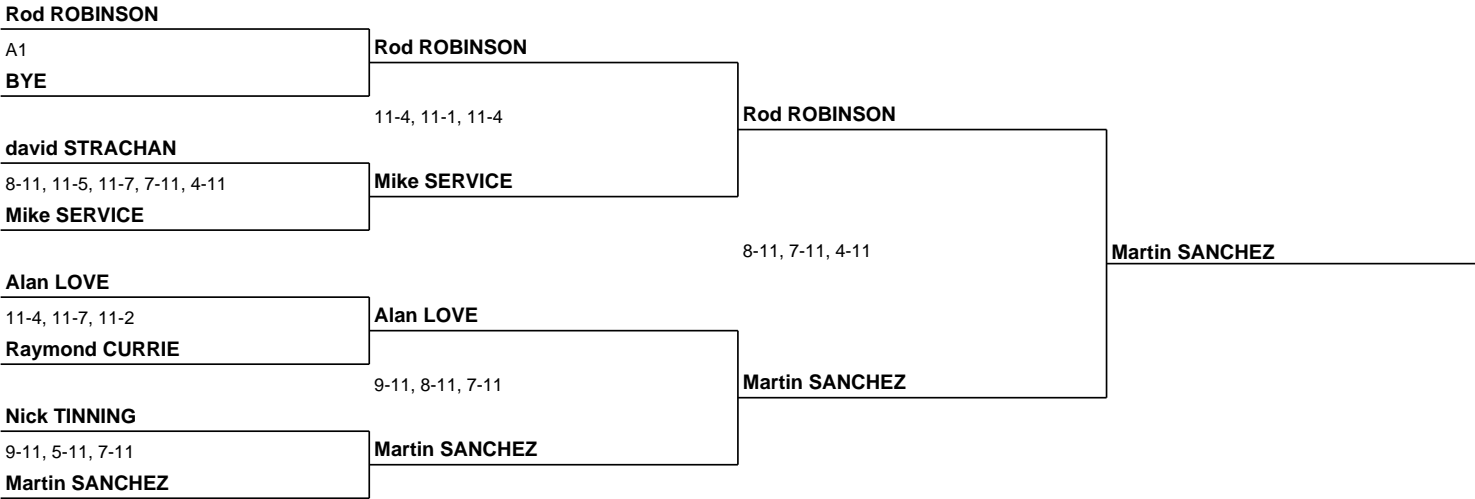 Rod ROBINSON
A1
BYE
david STRACHAN
8-11, 11-5, 11-7, 7-11, 4-11
Mike SERVICE
Alan LOVE
11-4, 11-7, 11-2
Raymond CURRIE
Nick TINNING
9-11, 5-11, 7-11
Martin SANCHEZ
Rod ROBINSON
11-4, 11-1, 11-4
Mike SERVICE
Alan LOVE
9-11, 8-11, 7-11
Martin SANCHEZ
Rod ROBINSON
8-11, 7-11, 4-11
Martin SANCHEZ
Martin SANCHEZ